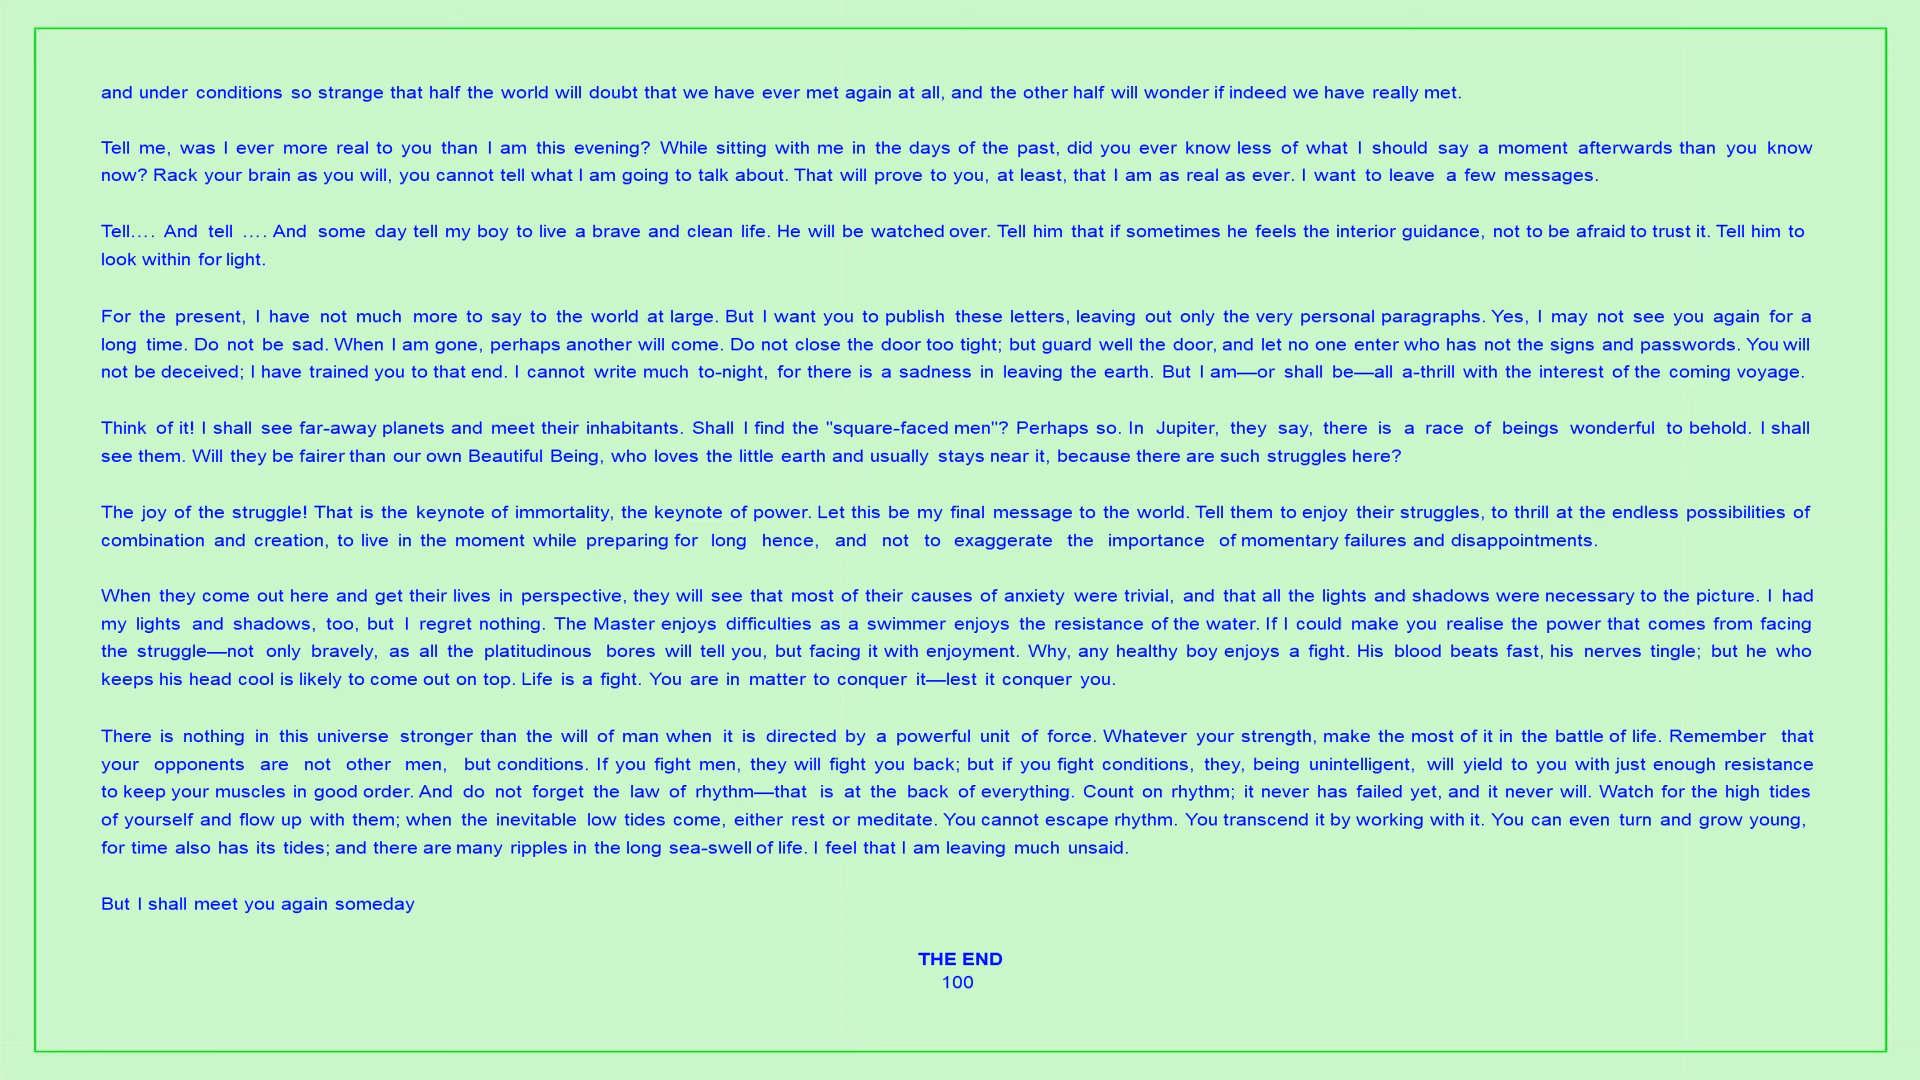 and under conditions so strange that half the world will doubt that we have ever met again at all, and the other half will wonder if indeed we have really met.
Tell me, was I ever more real to you than I am this evening? While sitting with me in the days of the past, did you ever know less of what I should say a moment afterwards than you know
now? Rack your brain as you will, you cannot tell what I am going to talk about. That will prove to you, at least, that I am as real as ever. I want to leave a few messages.
Tell…. And tell …. And some day tell my boy to live a brave and clean life. He will be watched over. Tell him that if sometimes he feels the interior guidance, not to be afraid to trust it. Tell him to
look within for light.
For the present, I have not much more to say to the world at large. But I want you to publish these letters, leaving out only the very personal paragraphs. Yes, I may not see you again for a
long time. Do not be sad. When I am gone, perhaps another will come. Do not close the door too tight; but guard well the door, and let no one enter who has not the signs and passwords. You will
not be deceived; I have trained you to that end. I cannot write much to-night, for there is a sadness in leaving the earth. But I am—or shall be—all a-thrill with the interest of the coming voyage.
Think of it! I shall see far-away planets and meet their inhabitants. Shall I find the "square-faced men"? Perhaps so. In Jupiter, they say, there is a race of beings wonderful to behold. I shall
see them. Will they be fairer than our own Beautiful Being, who loves the little earth and usually stays near it, because there are such struggles here?
The joy of the struggle! That is the keynote of immortality, the keynote of power. Let this be my final message to the world. Tell them to enjoy their struggles, to thrill at the endless possibilities of
combination and creation, to live in the moment while preparing for long hence, and not to exaggerate the importance of momentary failures and disappointments.
When they come out here and get their lives in perspective, they will see that most of their causes of anxiety were trivial, and that all the lights and shadows were necessary to the picture. I had
my lights and shadows, too, but I regret nothing. The Master enjoys difficulties as a swimmer enjoys the resistance of the water. If I could make you realise the power that comes from facing
the struggle—not only bravely, as all the platitudinous bores will tell you, but facing it with enjoyment. Why, any healthy boy enjoys a fight. His blood beats fast, his nerves tingle; but he who
keeps his head cool is likely to come out on top. Life is a fight. You are in matter to conquer it—lest it conquer you.
There is nothing in this universe stronger than the will of man when it is directed by a powerful unit of force. Whatever your strength, make the most of it in the battle of life. Remember that
your opponents are not other men, but conditions. If you fight men, they will fight you back; but if you fight conditions, they, being unintelligent, will yield to you with just enough resistance
to keep your muscles in good order. And do not forget the law of rhythm—that is at the back of everything. Count on rhythm; it never has failed yet, and it never will. Watch for the high tides
of yourself and flow up with them; when the inevitable low tides come, either rest or meditate. You cannot escape rhythm. You transcend it by working with it. You can even turn and grow young,
for time also has its tides; and there are many ripples in the long sea-swell of life. I feel that I am leaving much unsaid.
But I shall meet you again someday
THE END
100